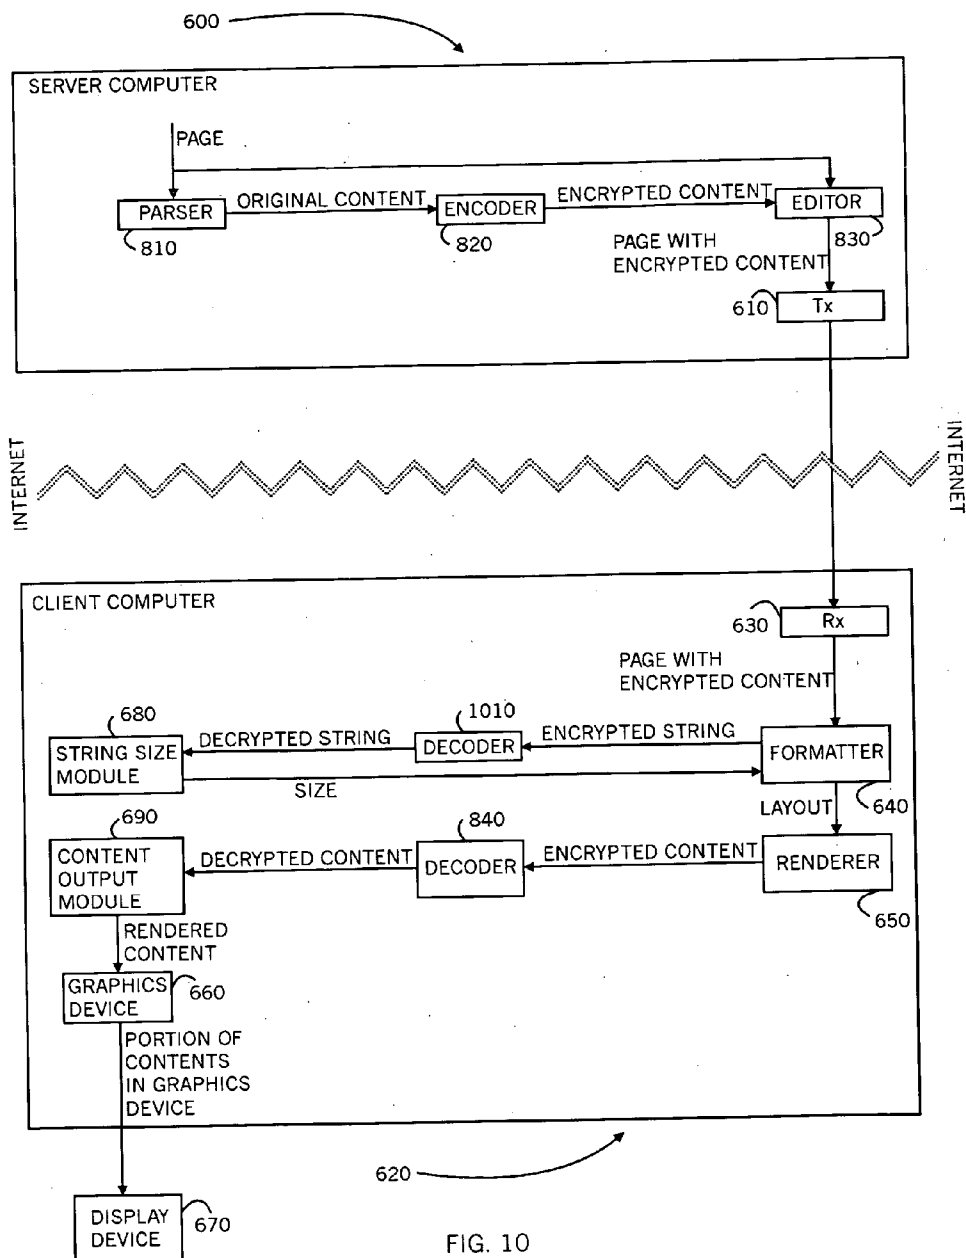 600
SERVER COMPUTER
PAGE
PARSER
810
ORIGINAL CONTENT
ENCODER
820
ENCRYPTED CONTENT
EDITOR
830
PAGE WITH
ENCRYPTED CONTENT
610
Tx
INTERNET
INTERNET
CLIENT COMPUTER
630
Rx
PAGE WITH
ENCRYPTED CONTENT
680
STRING SIZE
MODULE
DECRYPTED STRING
1010
DECODER
ENCRYPTED STRING
FORMATTER
640
SIZE
LAYOUT
690
CONTENT
OUTPUT
MODULE
DECRYPTED CONTENT
840
DECODER
ENCRYPTED CONTENT
RENDERER
650
RENDERED
CONTENT
GRAPHICS
DEVICE
660
PORTION OF
CONTENTS
IN GRAPHICS
DEVICE
620
DISPLAY
DEVICE
670
FIG. 10